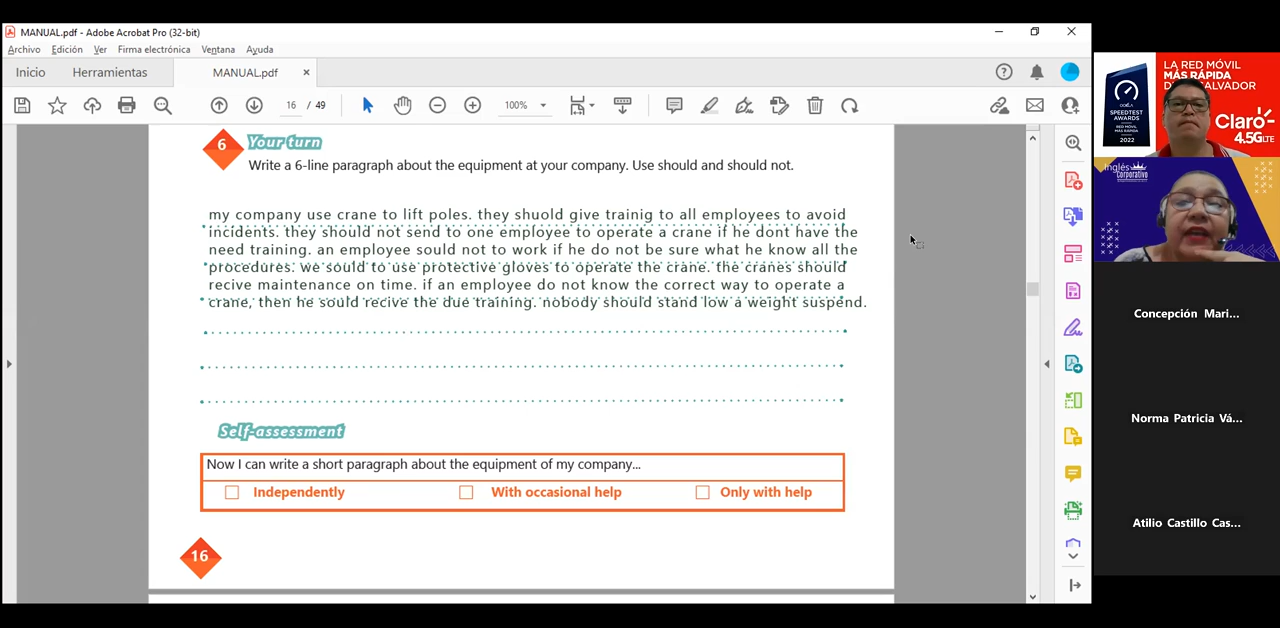 MANUAL.pdf - Adobe Acrobat Pro (32-bit)
Archivo Edición Ver Firma electrónica Ventana Ayuda
Inicio Herramientas MANUAL.pdf
16 / 49 100%
6 Your turn
Write a 6-line paragraph about the equipment at your company. Use should and should not.
my company use crane to lift poles. they shuold give trainig to all employees to avoid
incidents. they should not send to one employee to operate a crane if he dont have the
need training. an employee sould not to work if he do not be sure what he know all the
procedures. we sould to use protective gloves to operate the crane. the cranes should
recive maintenance on time. if an employee do not know the correct way to operate a
crane, then he sould recive the due training. nobody should stand low a weight suspend.
Self-assessment
Now I can write a short paragraph about the equipment of my company...
Independently With occasional help Only with help
16
LA RED MÓVIL
MÁS RÁPIDA
SPEEDTEST
AWARDS
2022
Claro
4.5G LTE
Inglés
Corporativo
Concepción Mari...
Norma Patricia Vá...
Atilio Castillo Cas...